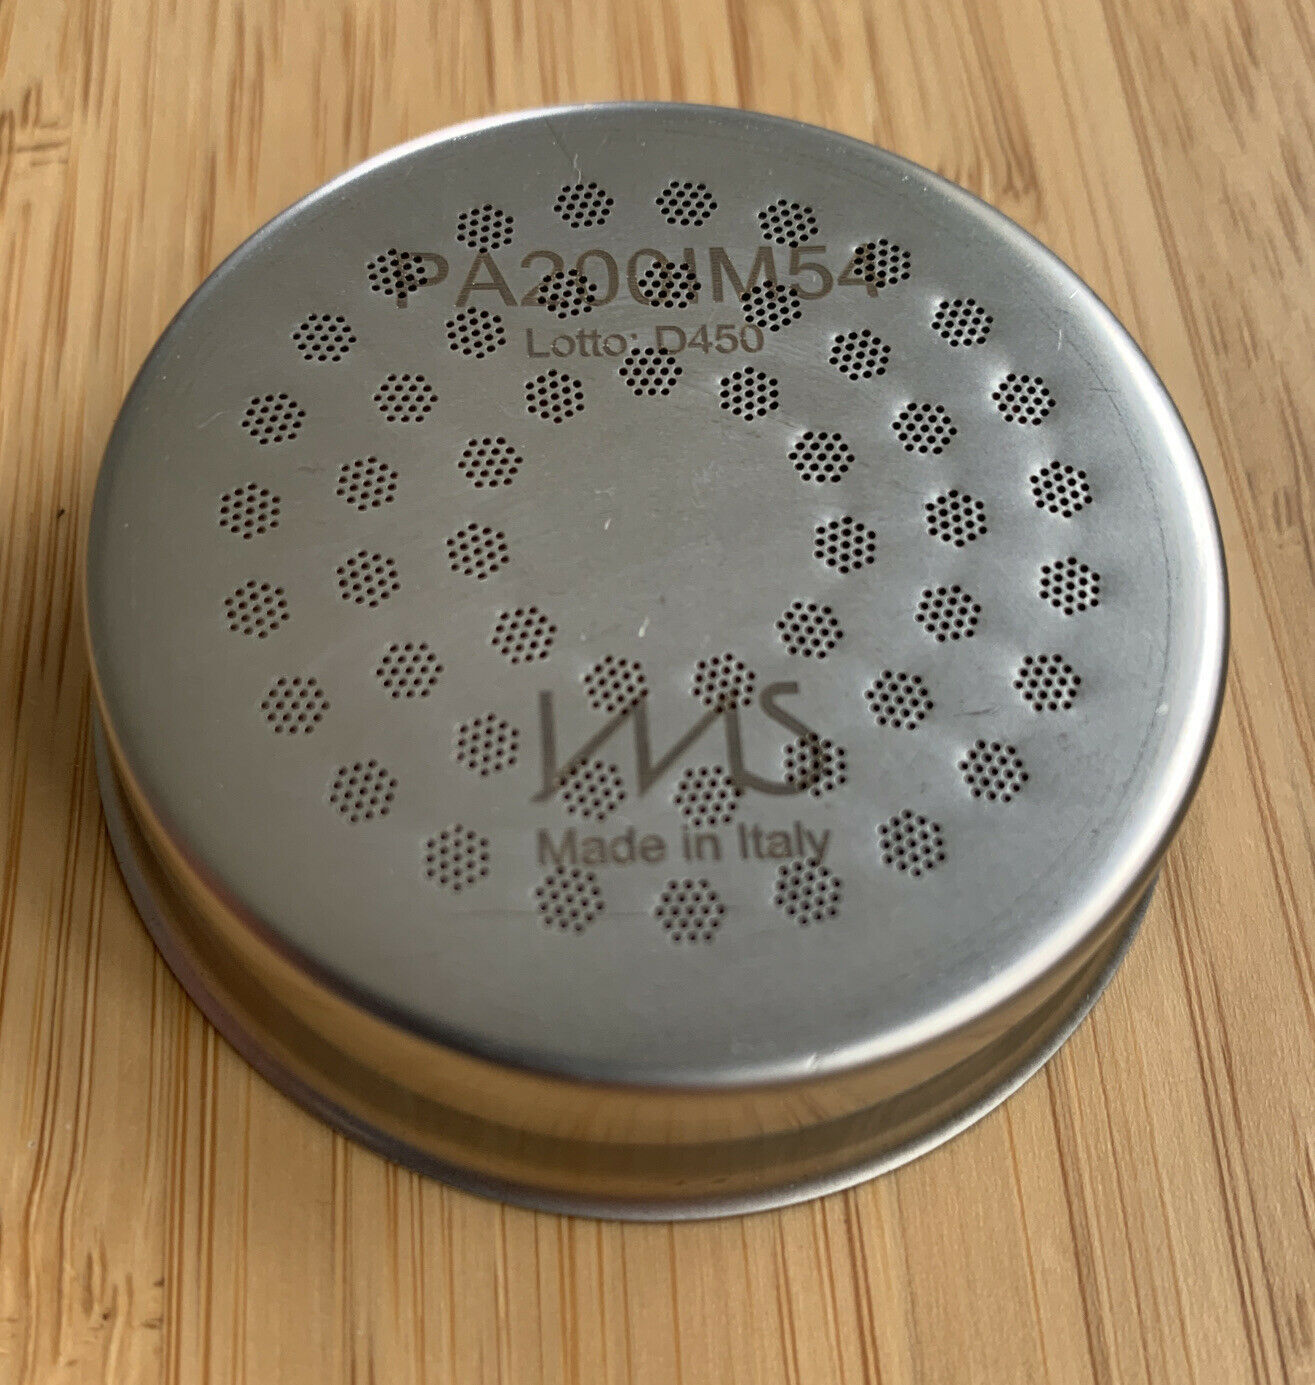 PA200IM54
Lotto: D450
IMS
Made in Italy